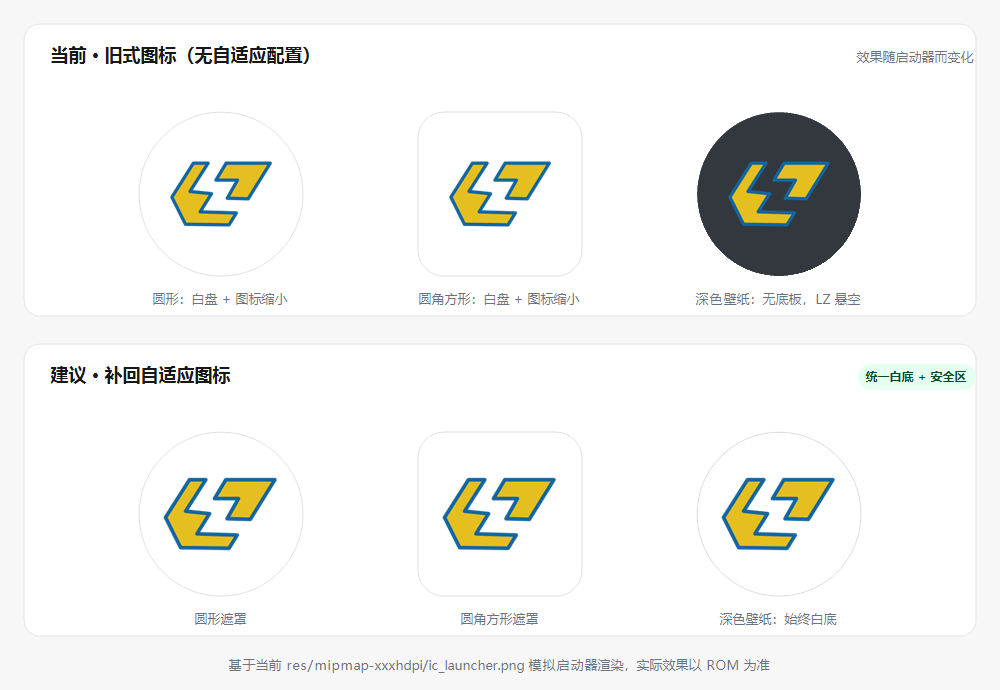 当前 · 旧式图标（无自适应配置）
效果随启动器而变化
圆形：白盘 + 图标缩小
圆角方形：白盘 + 图标缩小
深色壁纸：无底板，LZ 悬空
建议 · 补回自适应图标
统一白底 + 安全区
圆形遮罩
圆角方形遮罩
深色壁纸：始终白底
基于当前 res/mipmap-xxxhdpi/ic_launcher.png 模拟启动器渲染，实际效果以 ROM 为准